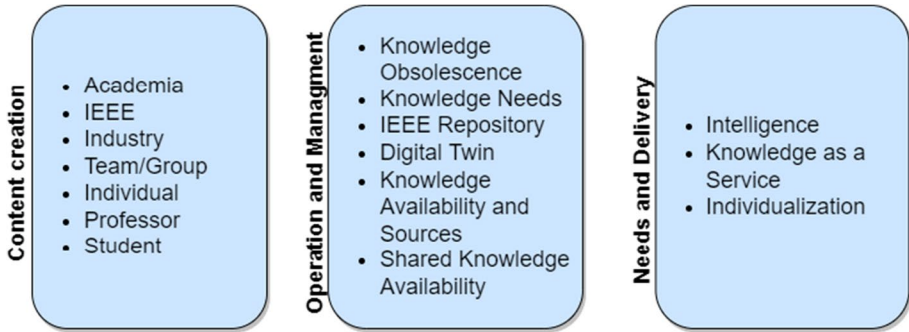 Content creation
• Academia
• IEEE
• Industry
• Team/Group
• Individual
• Professor
• Student
Operation and Managment
• Knowledge
Obsolescence
• Knowledge Needs
• IEEE Repository
• Digital Twin
• Knowledge
Availability and
Sources
• Shared Knowledge
Availability
Needs and Delivery
• Intelligence
• Knowledge as a
Service
• Individualization